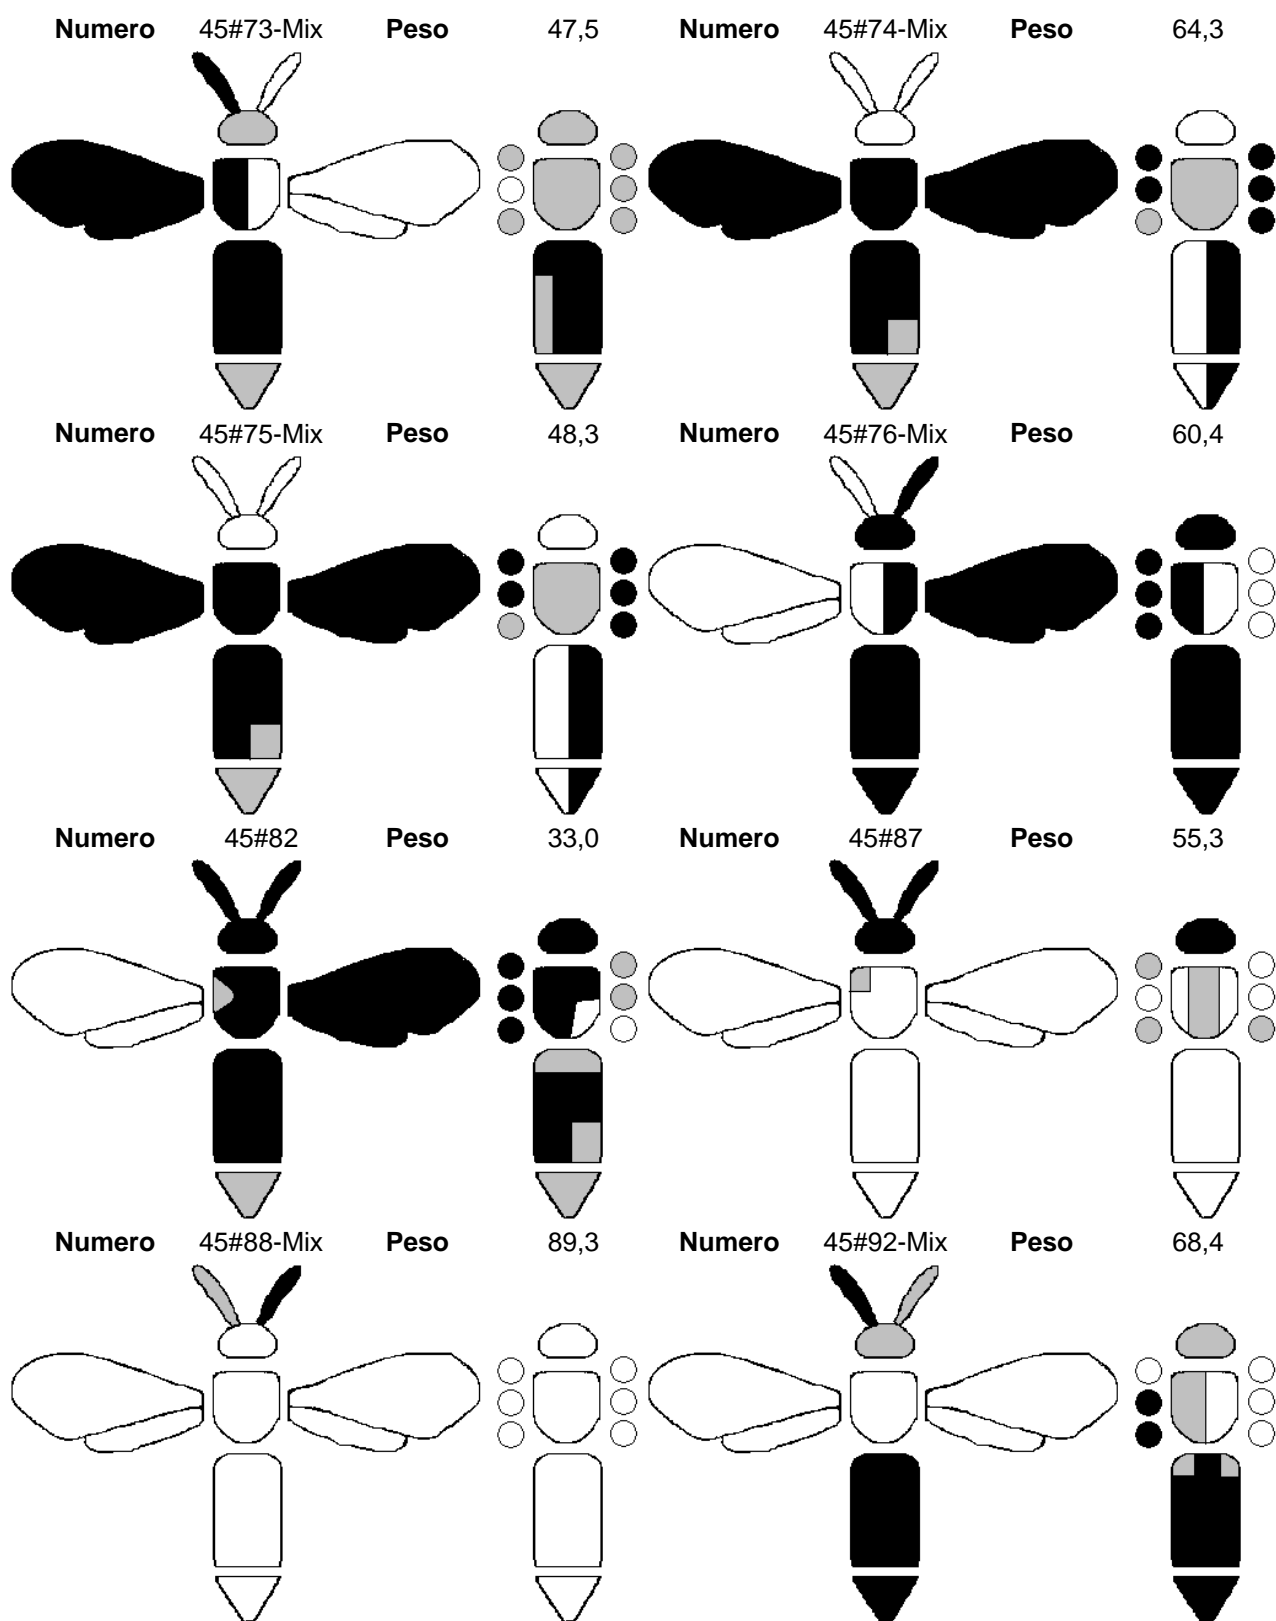 Numero 45#73-Mix Peso 47,5 Numero 45#74-Mix Peso 64,3
Numero 45#75-Mix Peso 48,3 Numero 45#76-Mix Peso 60,4
Numero 45#82 Peso 33,0 Numero 45#87 Peso 55,3
Numero 45#88-Mix Peso 89,3 Numero 45#92-Mix Peso 68,4